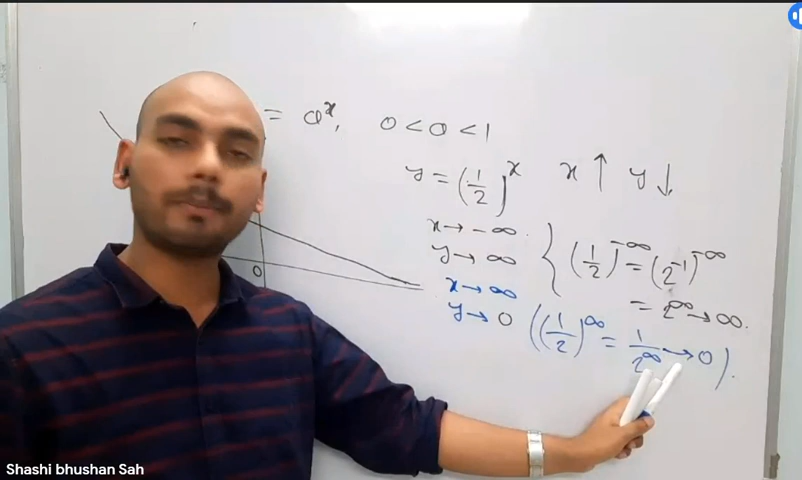 = a^x, 0 < a < 1
y = (1/2)^x x ↑ y ↓
x → -∞
y → ∞ { (1/2)^-∞ = (2^-1)^-∞
= 2^∞ → ∞.
x → ∞
y → 0 ((1/2)^∞ = 1/2^∞ → 0).
0
Shashi bhushan Sah